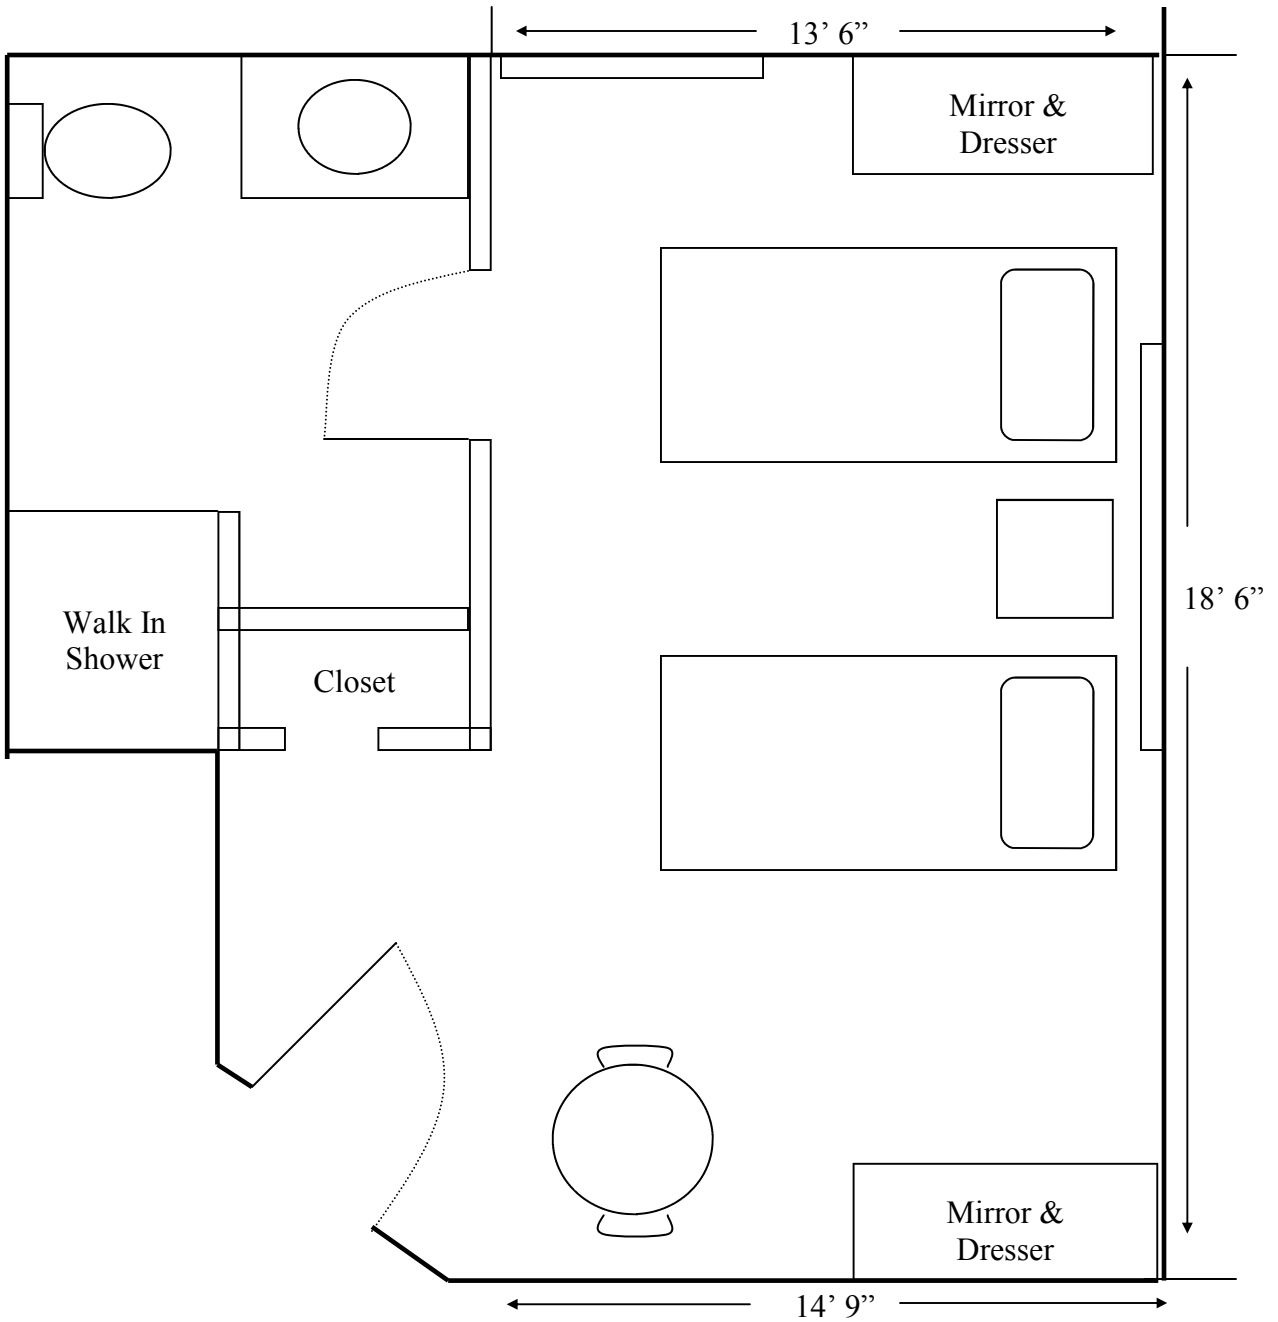 13’ 6”
Mirror &
Dresser
18’ 6”
Walk In
Shower
Closet
Mirror &
Dresser
14’ 9”